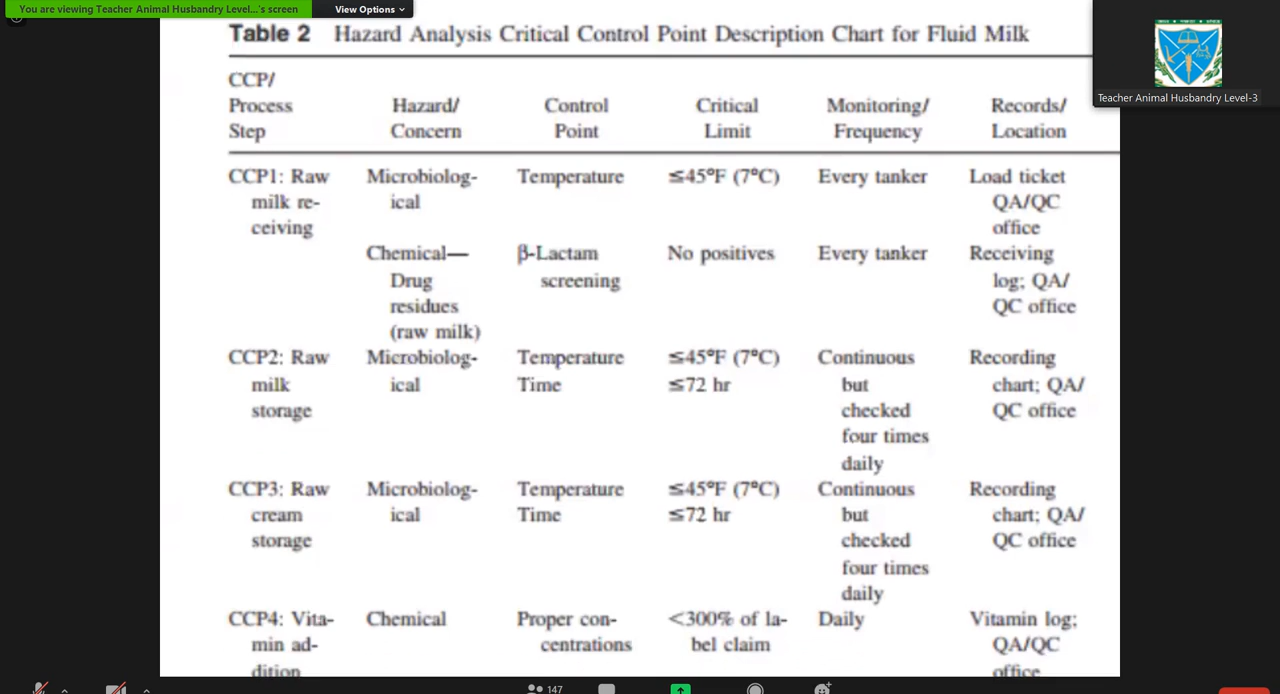 You are viewing Teacher Animal Husbandry Level...'s screen
View Options
Teacher Animal Husbandry Level-3
Table 2 Hazard Analysis Critical Control Point Description Chart for Fluid Milk
CCP/
Process Hazard/ Control Critical Monitoring/ Records/
Step Concern Point Limit Frequency Location
CCP1: Raw Microbiolog- Temperature ≤45°F (7°C) Every tanker Load ticket
milk re- ical QA/QC
ceiving office
Chemical— β-Lactam No positives Every tanker Receiving
Drug screening log; QA/
residues QC office
(raw milk)
CCP2: Raw Microbiolog- Temperature ≤45°F (7°C) Continuous Recording
milk ical Time ≤72 hr but chart; QA/
storage checked QC office
four times
daily
CCP3: Raw Microbiolog- Temperature ≤45°F (7°C) Continuous Recording
cream ical Time ≤72 hr but chart; QA/
storage checked QC office
four times
daily
CCP4: Vita- Chemical Proper con- <300% of la- Daily Vitamin log;
min ad- centrations bel claim QA/QC
dition office
147